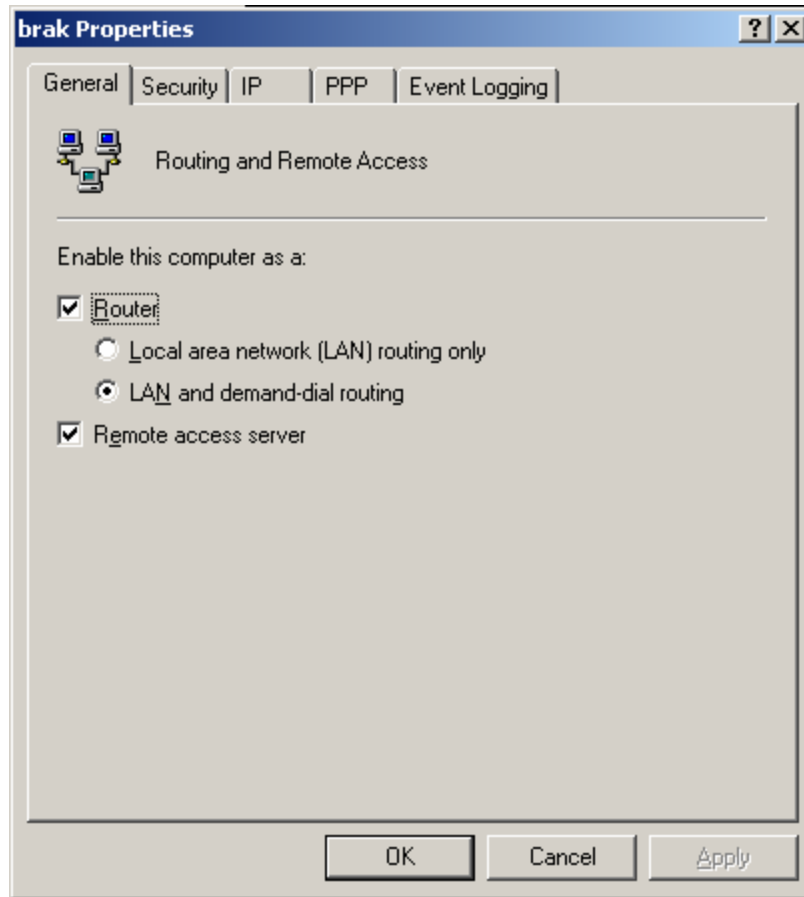 brak Properties
General Security IP PPP Event Logging
Routing and Remote Access
Enable this computer as a:
Router
Local area network (LAN) routing only
LAN and demand-dial routing
Remote access server
OK Cancel Apply